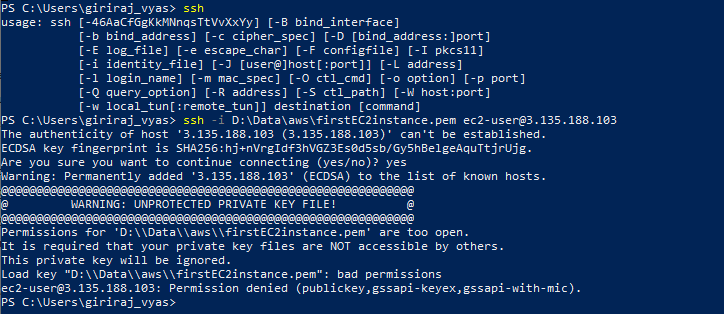 PS C:\Users\giriraj_vyas> ssh
usage: ssh [-46AaCfGgKkMNnqsTtVvXxYy] [-B bind_interface]
           [-b bind_address] [-c cipher_spec] [-D [bind_address:]port]
           [-E log_file] [-e escape_char] [-F configfile] [-I pkcs11]
           [-i identity_file] [-J [user@]host[:port]] [-L address]
           [-l login_name] [-m mac_spec] [-O ctl_cmd] [-o option] [-p port]
           [-Q query_option] [-R address] [-S ctl_path] [-W host:port]
           [-w local_tun[:remote_tun]] destination [command]
PS C:\Users\giriraj_vyas> ssh -i D:\Data\aws\firstEC2instance.pem ec2-user@3.135.188.103
The authenticity of host '3.135.188.103 (3.135.188.103)' can't be established.
ECDSA key fingerprint is SHA256:hj+nVrgIdf3hVGZ3Es0d5sb/Gy5hBelgeAquTtjrUjg.
Are you sure you want to continue connecting (yes/no)? yes
Warning: Permanently added '3.135.188.103' (ECDSA) to the list of known hosts.
@@@@@@@@@@@@@@@@@@@@@@@@@@@@@@@@@@@@@@@@@@@@@@@@@@@@@@@@@@@
@         WARNING: UNPROTECTED PRIVATE KEY FILE!          @
@@@@@@@@@@@@@@@@@@@@@@@@@@@@@@@@@@@@@@@@@@@@@@@@@@@@@@@@@@@
Permissions for 'D:\\Data\\aws\\firstEC2instance.pem' are too open.
It is required that your private key files are NOT accessible by others.
This private key will be ignored.
Load key "D:\\Data\\aws\\firstEC2instance.pem": bad permissions
ec2-user@3.135.188.103: Permission denied (publickey,gssapi-keyex,gssapi-with-mic).
PS C:\Users\giriraj_vyas>